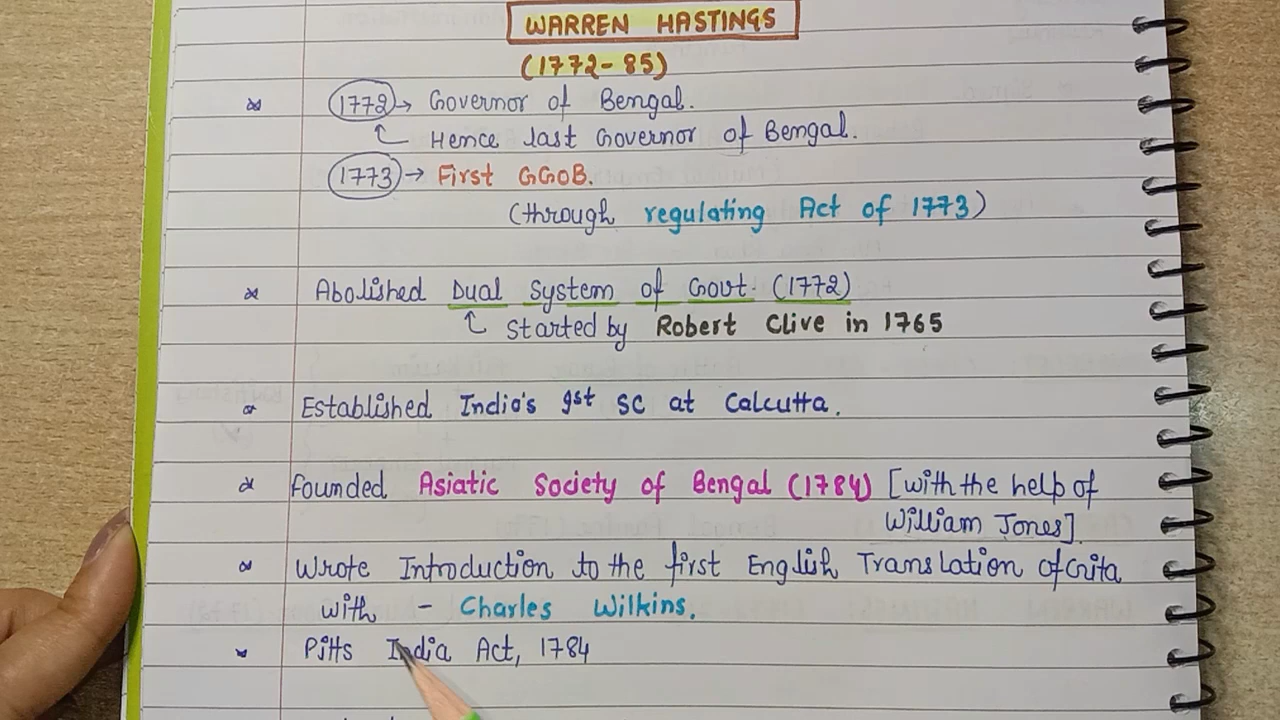 WARREN HASTINGS
(1772-85)
1772 → Governor of Bengal.
Hence last Governor of Bengal.
1773 → First GGOB.
(through regulating Act of 1773)
Abolished Dual System of Govt. (1772)
Started by Robert Clive in 1765
Established India's 1st SC at Calcutta.
Founded Asiatic Society of Bengal (1784) [with the help of
William Jones].
Wrote Introduction to the first English Translation of Gita
with - Charles Wilkins.
Pitts India Act, 1784